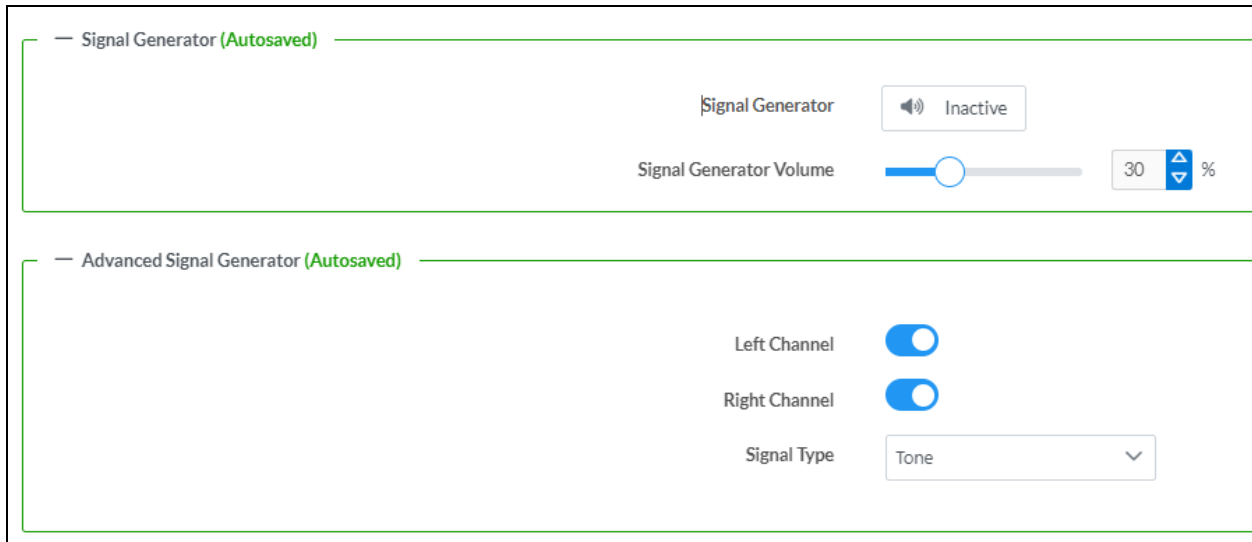 — Signal Generator (Autosaved)
Signal Generator
Inactive
Signal Generator Volume
30 %
— Advanced Signal Generator (Autosaved)
Left Channel
Right Channel
Signal Type
Tone